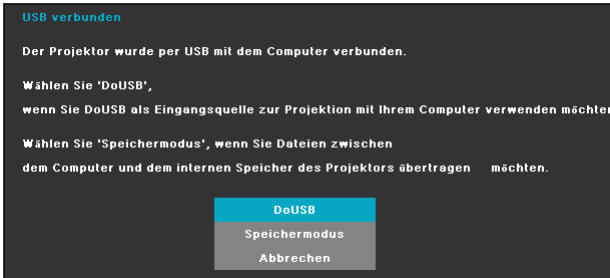 USB verbunden
Der Projektor wurde per USB mit dem Computer verbunden.
Wählen Sie 'DoUSB',
wenn Sie DoUSB als Eingangsquelle zur Projektion mit Ihrem Computer verwenden möchten
Wählen Sie 'Speichermodus', wenn Sie Dateien zwischen
dem Computer und dem internen Speicher des Projektors übertragen möchten.
DoUSB
Speichermodus
Abbrechen